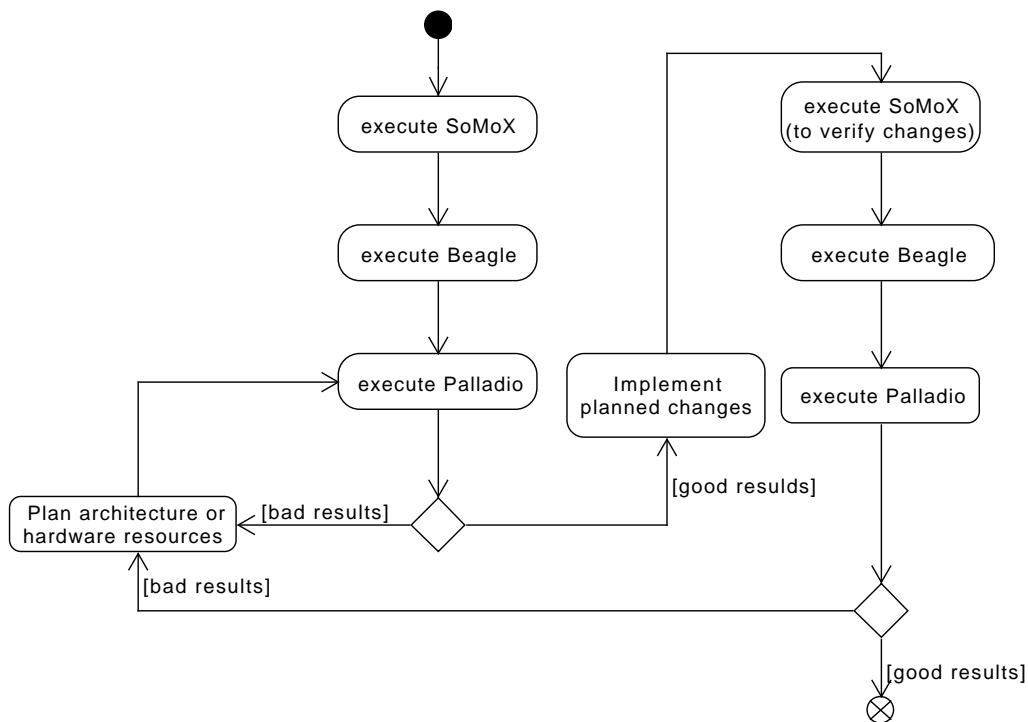 execute SoMoX
execute Beagle
execute Palladio
[bad results]
Plan architecture or
hardware resources
[bad results]
[good resulds]
Implement
planned changes
execute SoMoX
(to verify changes)
execute Beagle
execute Palladio
[good results]